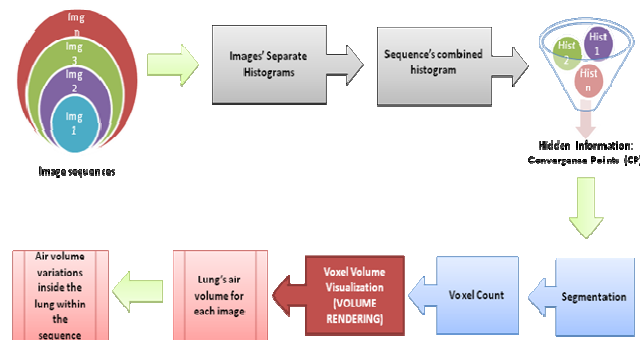 Img
n
Img
3
Img
2
Img
1
Image sequences
Images' Separate
Histograms
Sequence's combined
histogram
Hist
1
Hist
2
Hist
n
Hidden Information:
Convergence Points (CP)
Air volume
variations
inside the
lung within
the
sequence
Lung's air
volume for
each image
Voxel Volume
Visualization
(VOLUME
RENDERING)
Voxel Count
Segmentation